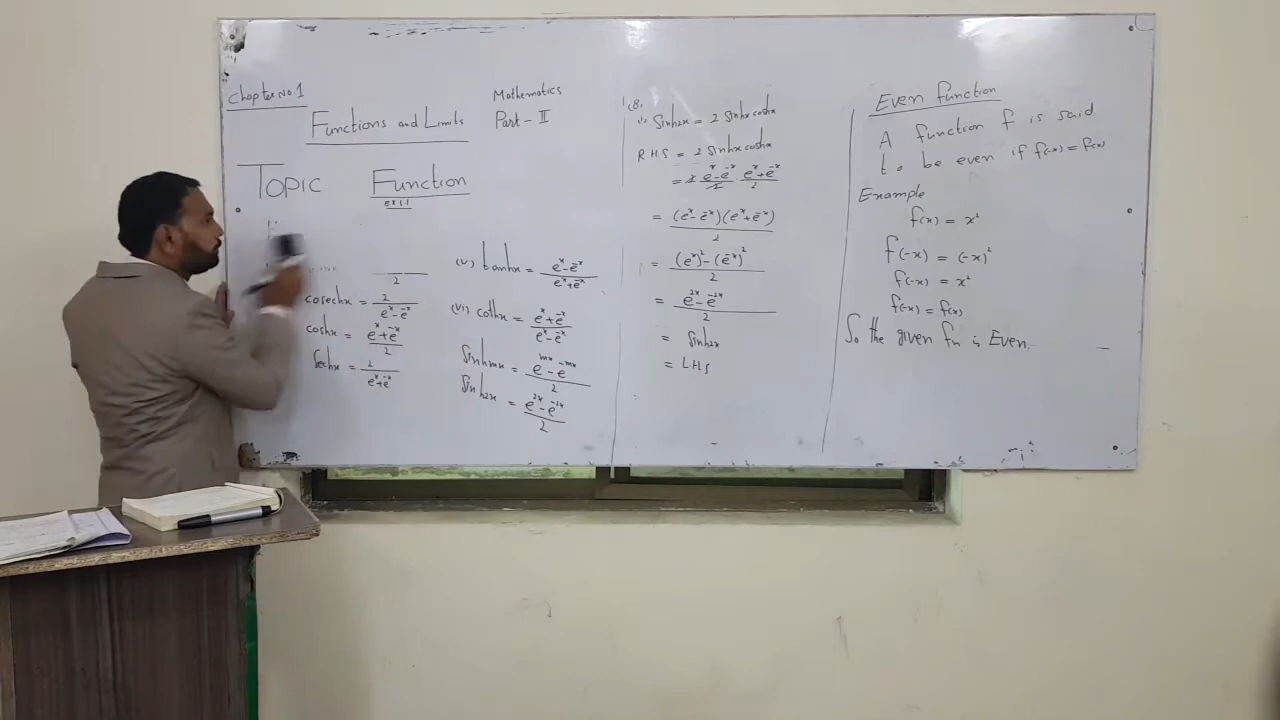 Chapter No. 1
Mathematics
Functions and Limits Part - II
Topic Function
ex 1.1
2
cosechx = 2 / (eˣ - e⁻ˣ)
coshx = (eˣ + e⁻ˣ) / 2
sechx = 2 / (eˣ + e⁻ˣ)
(v) tanhx = (eˣ - e⁻ˣ) / (eˣ + e⁻ˣ)
(vi) cothx = (eˣ + e⁻ˣ) / (eˣ - e⁻ˣ)
Sinhmx = (eᵐˣ - e⁻ᵐˣ) / 2
Sinh2x = (e²ˣ - e⁻²ˣ) / 2
8.
(i) Sinh2x = 2 Sinhx coshx
R.H.S = 2 Sinhx coshx
= 2 (eˣ - e⁻ˣ)/2 (eˣ + e⁻ˣ)/2
= (eˣ - e⁻ˣ)(eˣ + e⁻ˣ) / 2
= ((eˣ)² - (e⁻ˣ)²) / 2
= (e²ˣ - e⁻²ˣ) / 2
= Sinh2x
= L.H.S
Even function
A function f is said
to be even if f(-x) = f(x)
Example
f(x) = x²
f(-x) = (-x)²
f(-x) = x²
f(-x) = f(x)
So the given fn is Even.